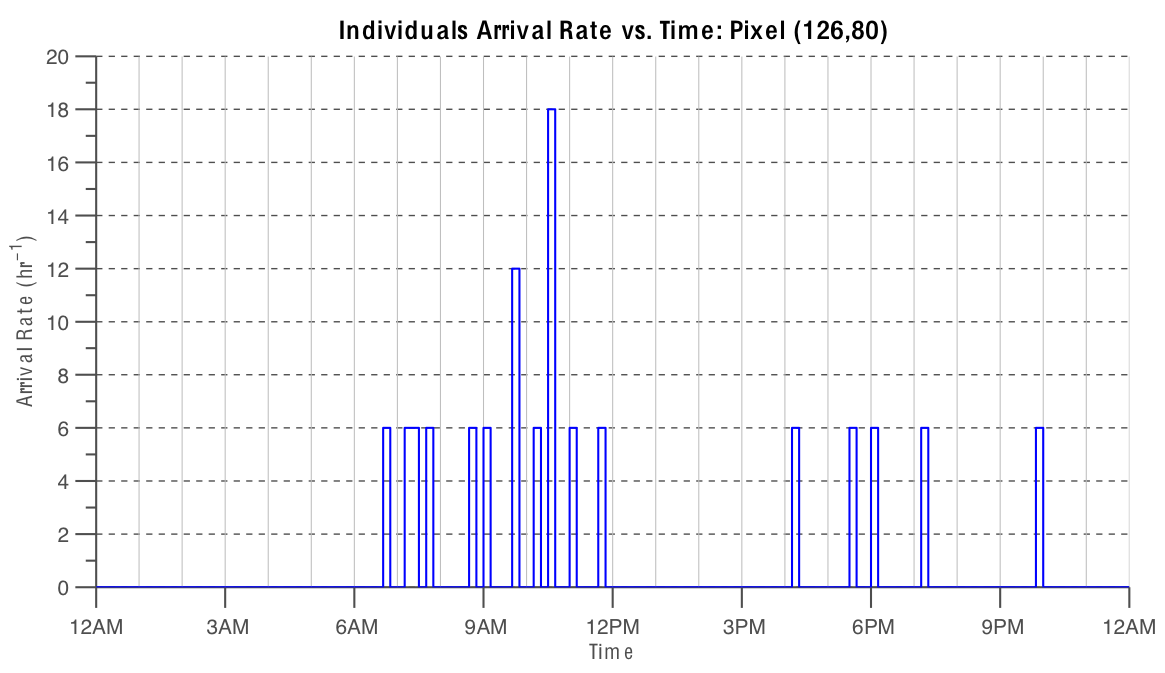 Individuals Arrival Rate vs. Time: Pixel (126,80)
20
18
16
14
12
10
8
6
4
2
0
Arrival Rate (hr⁻¹)
12AM 3AM 6AM 9AM 12PM 3PM 6PM 9PM 12AM
Time